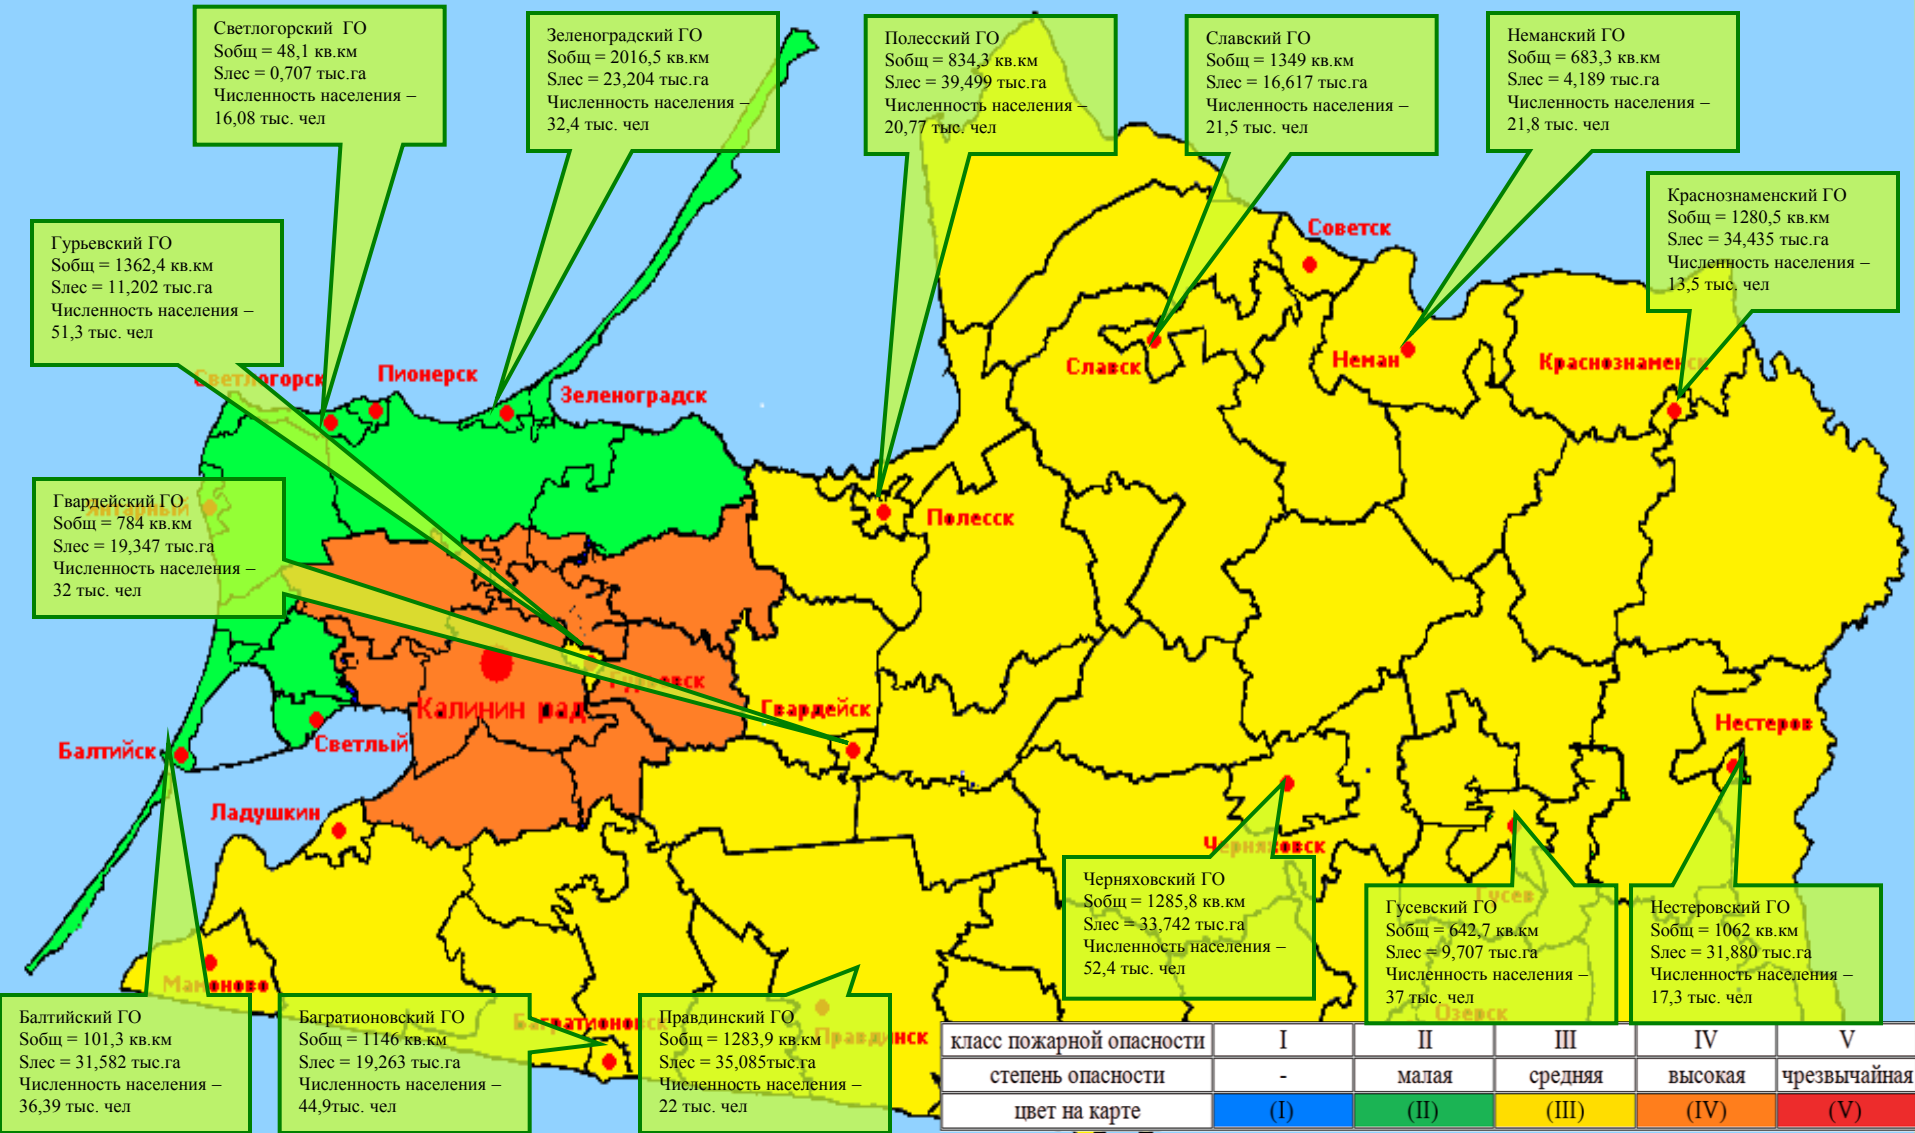 Светлогорский ГО
Sобщ = 48,1 кв.км
Sлес = 0,707 тыс.га
Численность населения –
16,08 тыс. чел
Зеленоградский ГО
Sобщ = 2016,5 кв.км
Sлес = 23,204 тыс.га
Численность населения –
32,4 тыс. чел
Полесский ГО
Sобщ = 834,3 кв.км
Sлес = 39,499 тыс.га
Численность населения –
20,77 тыс. чел
Славский ГО
Sобщ = 1349 кв.км
Sлес = 16,617 тыс.га
Численность населения –
21,5 тыс. чел
Неманский ГО
Sобщ = 683,3 кв.км
Sлес = 4,189 тыс.га
Численность населения –
21,8 тыс. чел
Краснознаменский ГО
Sобщ = 1280,5 кв.км
Sлес = 34,435 тыс.га
Численность населения –
13,5 тыс. чел
Гурьевский ГО
Sобщ = 1362,4 кв.км
Sлес = 11,202 тыс.га
Численность населения –
51,3 тыс. чел
Советск
Светлогорск
Пионерск
Зеленоградск
Славск
Неман
Краснознаменск
Гвардейский ГО
Sобщ = 784 кв.км
Sлес = 19,347 тыс.га
Численность населения –
32 тыс. чел
Янтарный
Полесск
Гурьевск
Калинин рад
Гвардейск
Нестеров
Балтийск
Светлый
Ладушкин
Черняховск
Черняховский ГО
Sобщ = 1285,8 кв.км
Sлес = 33,742 тыс.га
Численность населения –
52,4 тыс. чел
Гусев
Гусевский ГО
Sобщ = 642,7 кв.км
Sлес = 9,707 тыс.га
Численность населения –
37 тыс. чел
Нестеровский ГО
Sобщ = 1062 кв.км
Sлес = 31,880 тыс.га
Численность населения –
17,3 тыс. чел
Озерск
Мамоново
Багратионовск
Правдинск
Балтийский ГО
Sобщ = 101,3 кв.км
Sлес = 31,582 тыс.га
Численность населения –
36,39 тыс. чел
Багратионовский ГО
Sобщ = 1146 кв.км
Sлес = 19,263 тыс.га
Численность населения –
44,9тыс. чел
Правдинский ГО
Sобщ = 1283,9 кв.км
Sлес = 35,085тыс.га
Численность населения –
22 тыс. чел
класс пожарной опасности I II III IV V
степень опасности - малая средняя высокая чрезвычайная
цвет на карте (I) (II) (III) (IV) (V)